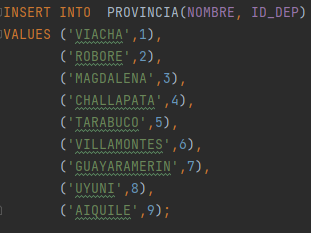 INSERT INTO  PROVINCIA(NOMBRE, ID_DEP)
VALUES ('VIACHA',1),
('ROBORE',2),
('MAGDALENA',3),
('CHALLAPATA',4),
('TARABUCO',5),
('VILLAMONTES',6),
('GUAYARAMERIN',7),
('UYUNI',8),
('AIQUILE',9);